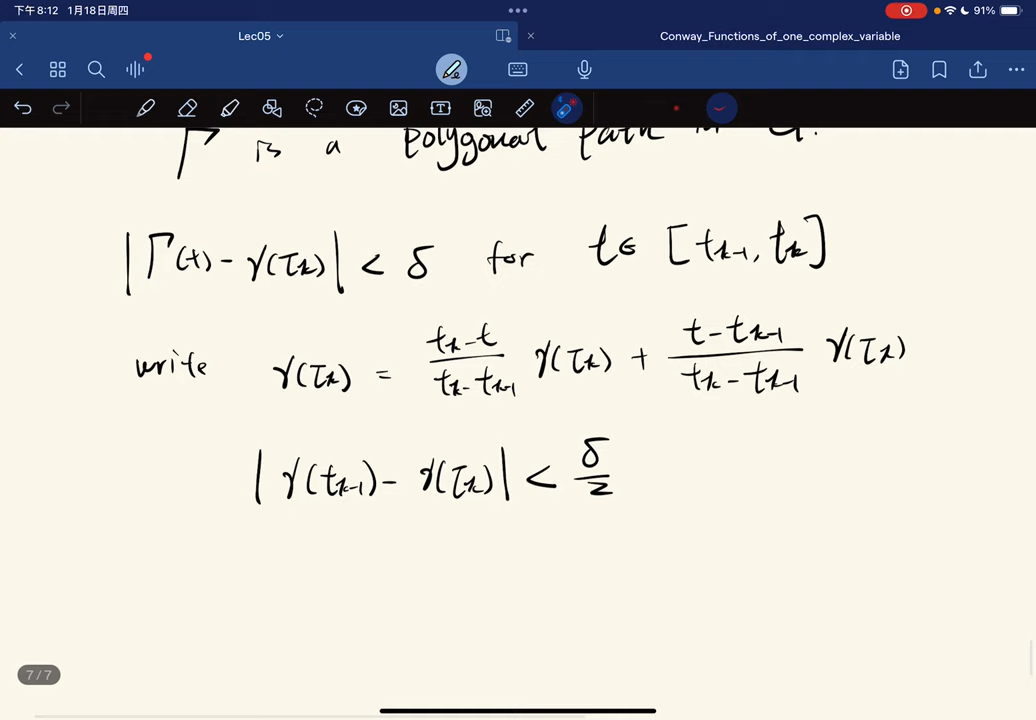 下午8:12 1月18日周四
91%
Lec05
Conway_Functions_of_one_complex_variable
Γ is a polygonal path in G.
|Γ(t) - γ(τₖ)| < δ for t ∈ [tₖ₋₁, tₖ]
write γ(τₖ) = (tₖ - t)/(tₖ - tₖ₋₁) γ(τₖ) + (t - tₖ₋₁)/(tₖ - tₖ₋₁) γ(τₖ)
|γ(tₖ₋₁) - γ(τₖ)| < δ/2
7 / 7